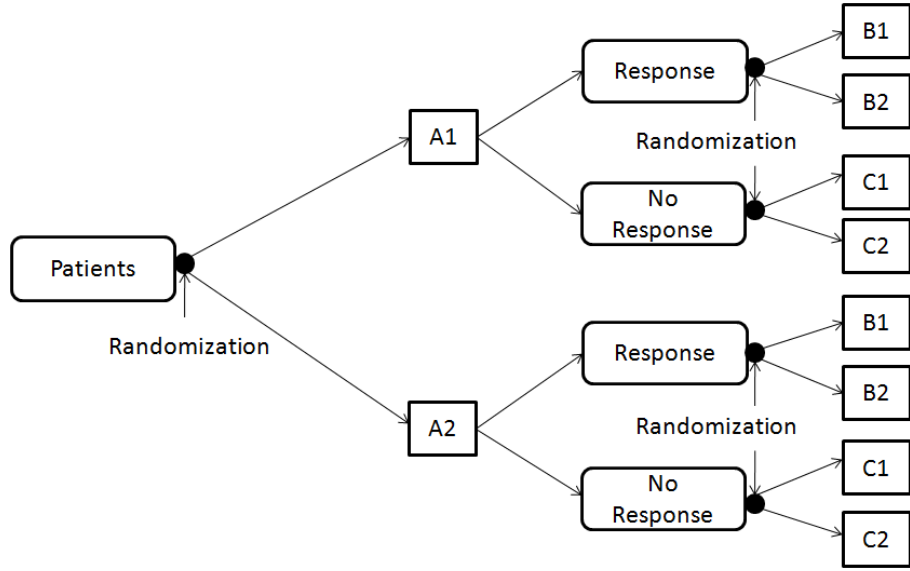 B1
Response
B2
A1
Randomization
C1
No
Response
C2
Patients
Randomization
B1
Response
B2
A2
Randomization
C1
No
Response
C2